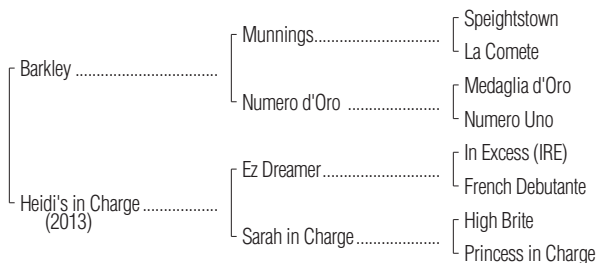 Speightstown
Munnings
La Comete
Barkley
Medaglia d'Oro
Numero d'Oro
Numero Uno
In Excess (IRE)
Ez Dreamer
French Debutante
Heidi's in Charge
(2013)
High Brite
Sarah in Charge
Princess in Charge